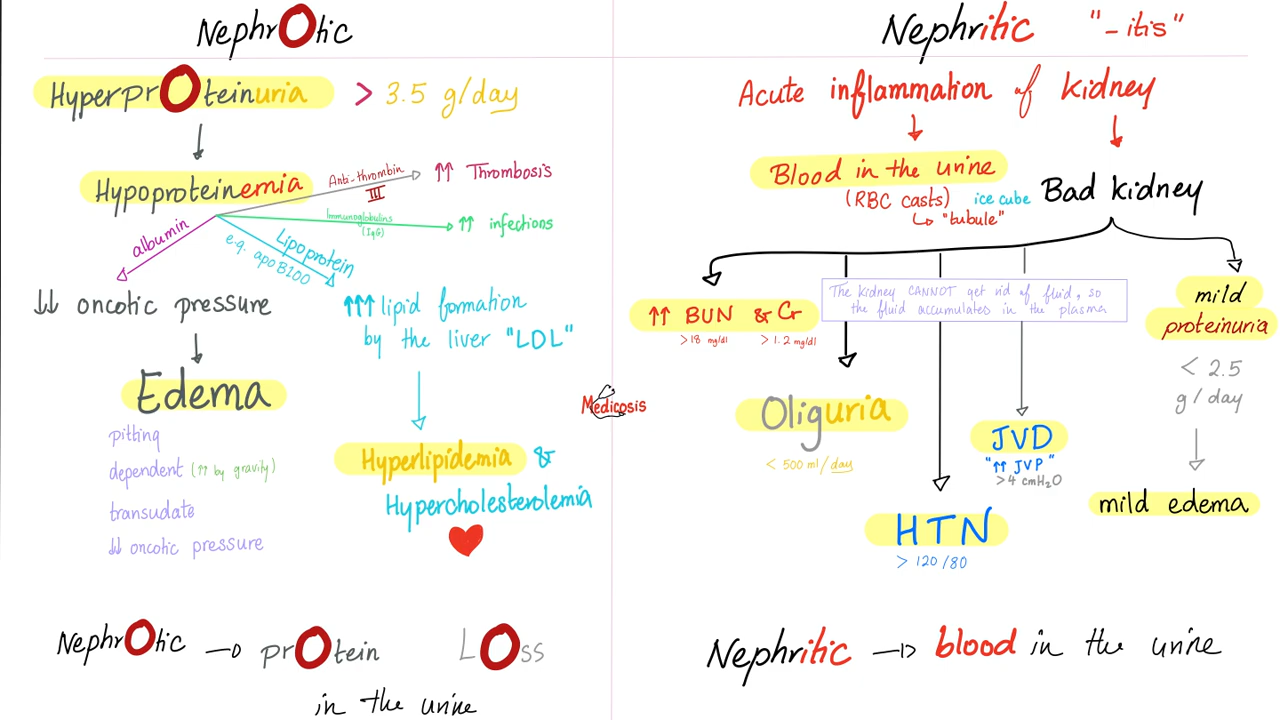 NephrOtic
HyperprOteinuria > 3.5 g/day
Hypoproteinemia
Anti-thrombin
III
↑↑ Thrombosis
Immunoglobulins
(IgG)
↑↑ infections
Lipoprotein
e.g. apo B100
albumin
↓↓ oncotic pressure
↑↑↑ lipid formation
by the liver "LDL"
Edema
pitting
dependent (↑↑ by gravity)
transudate
↓↓ oncotic pressure
Hyperlipidemia &
Hypercholesterolemia
NephrOtic → prOtein LOss
in the urine
Medicosis
Nephritic "-itis"
Acute inflammation of kidney
Blood in the urine
(RBC casts) ice cube
↳ "tubule"
Bad kidney
↑↑ BUN & Cr
>18 mg/dl >1.2 mg/dl
The kidney CANNOT get rid of fluid, so
the fluid accumulates in the plasma
Oliguria
< 500 ml/day
HTN
> 120/80
JVD
"↑↑ JVP"
>4 cmH₂O
mild
proteinuria
< 2.5
g/day
mild edema
Nephritic → blood in the urine